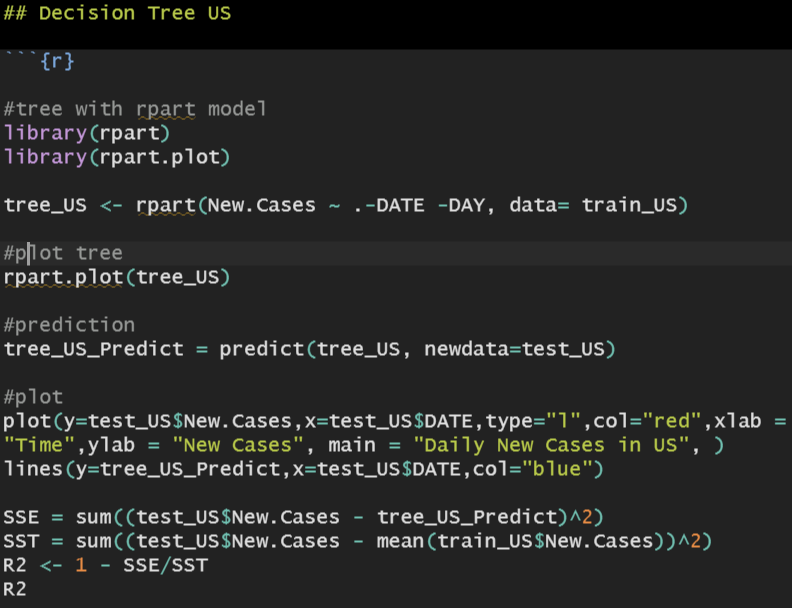 ## Decision Tree US
```{r}
#tree with rpart model
library(rpart)
library(rpart.plot)
tree_US <- rpart(New.Cases ~ .-DATE -DAY, data= train_US)
#plot tree
rpart.plot(tree_US)
#prediction
tree_US_Predict = predict(tree_US, newdata=test_US)
#plot
plot(y=test_US$New.Cases,x=test_US$DATE,type="l",col="red",xlab =
"Time",ylab = "New Cases", main = "Daily New Cases in US", )
lines(y=tree_US_Predict,x=test_US$DATE,col="blue")
SSE = sum((test_US$New.Cases - tree_US_Predict)^2)
SST = sum((test_US$New.Cases - mean(train_US$New.Cases))^2)
R2 <- 1 - SSE/SST
R2